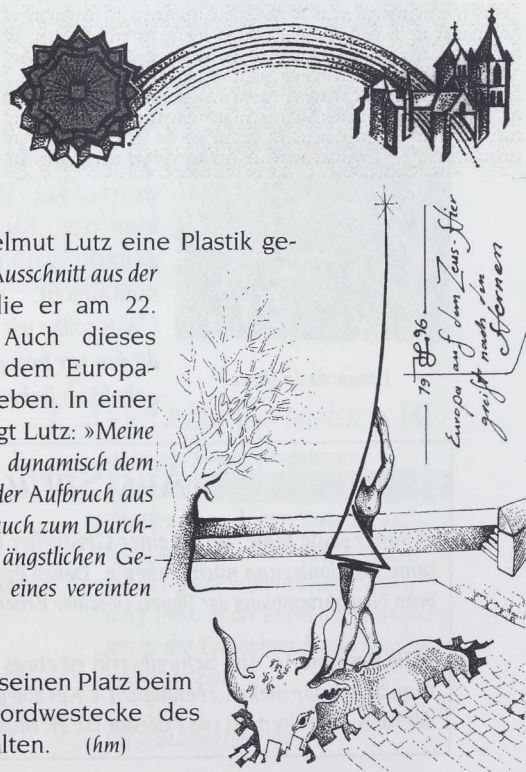 elmut Lutz eine Plastik ge-
Ausschnitt aus der
die er am 22.
Auch dieses
dem Europa-
eben. In einer
gt Lutz: »Meine
dynamisch dem
der Aufbruch aus
auch zum Durch-
ängstlichen Ge-
eines vereinten
seinen Platz beim
ordwestecke des
lten. (hm)
19 96
Europa auf dem Zeus-Stier
greift nach den
Sternen